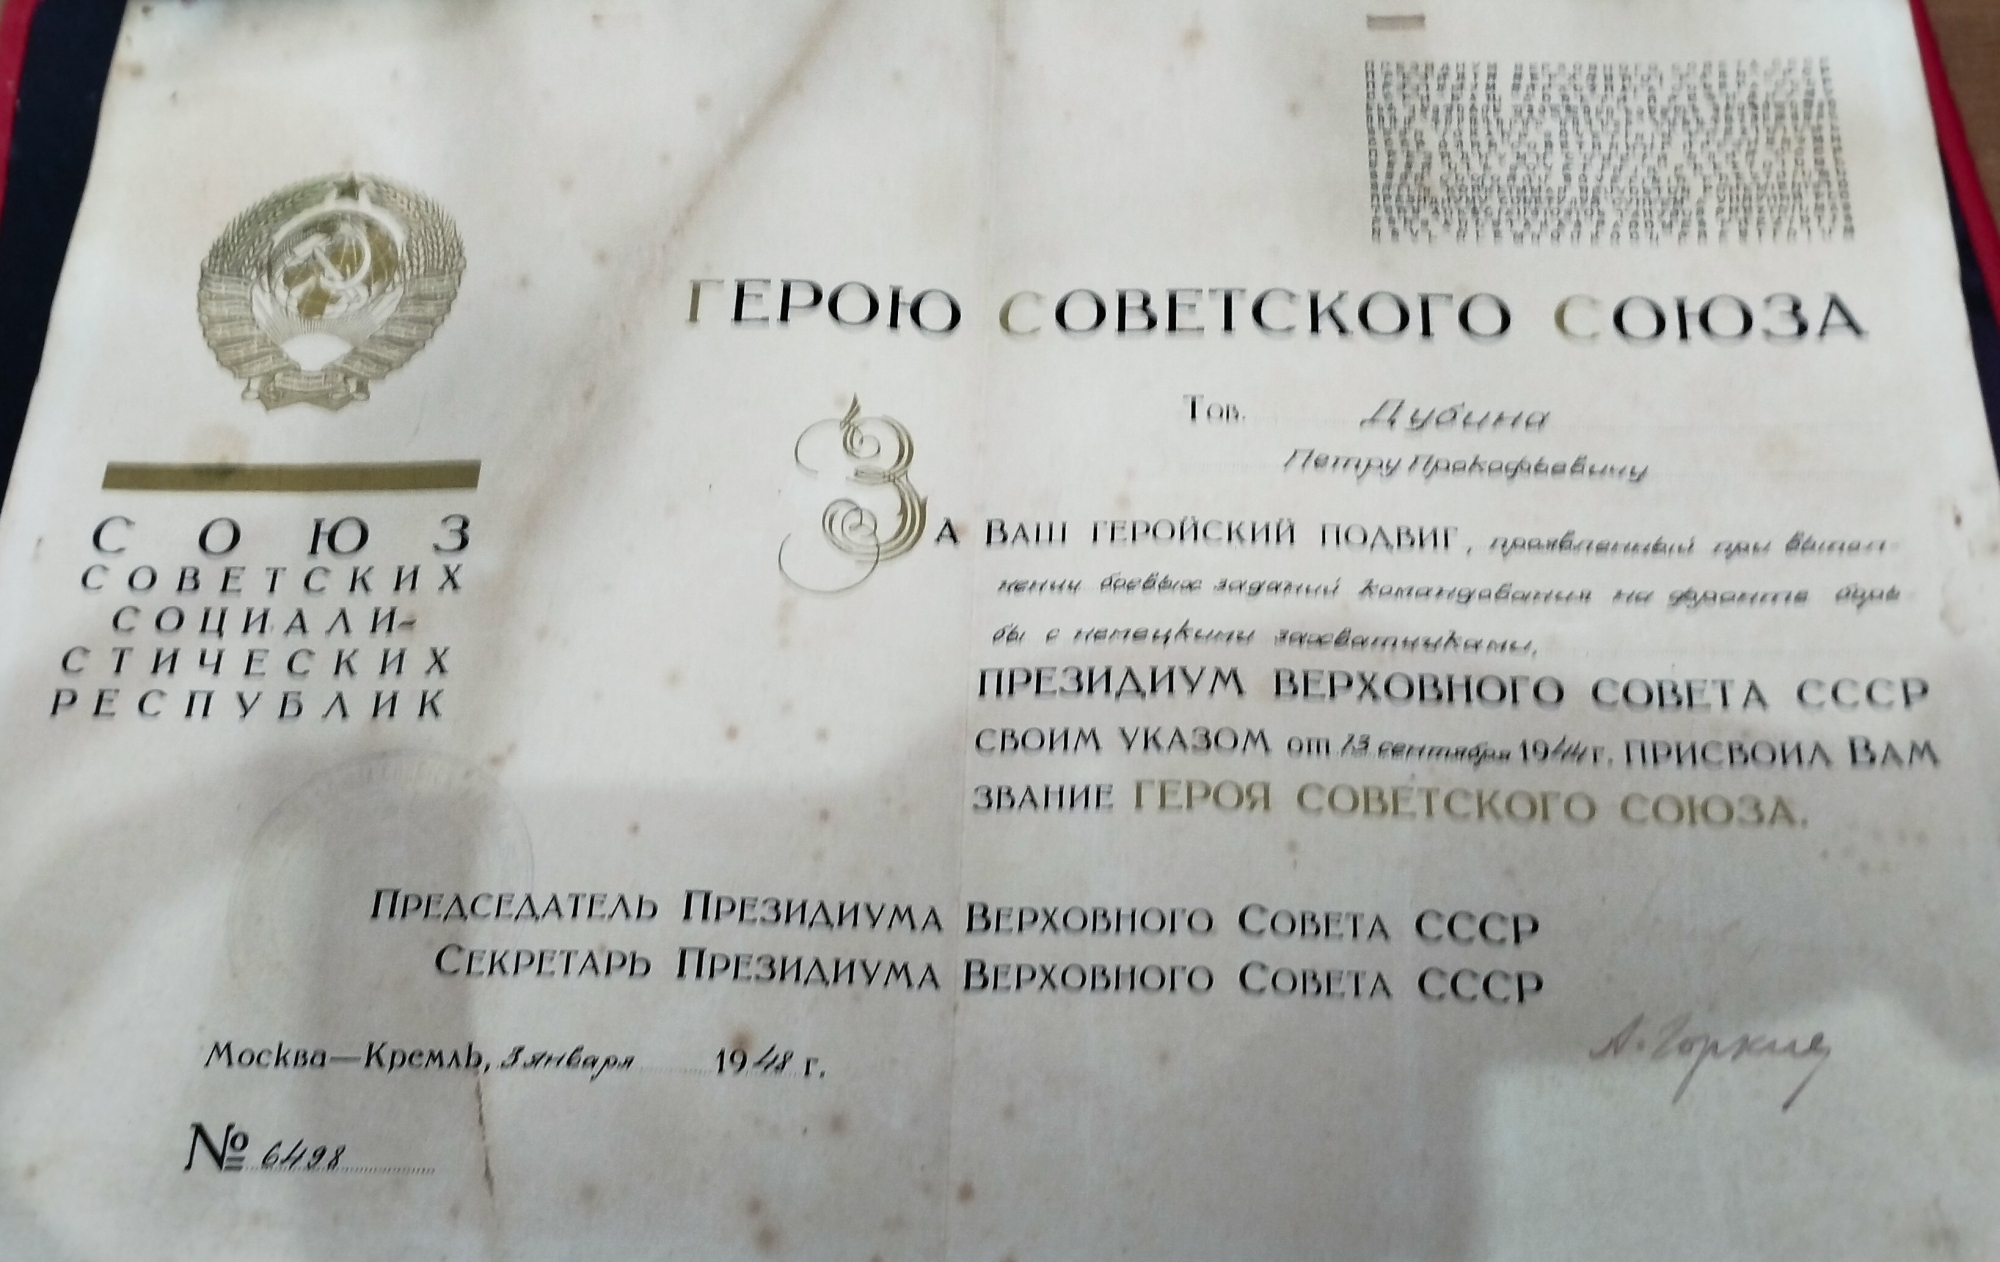 ГЕРОЮ СОВЕТСКОГО СОЮЗА
Тов. Дубина
Петру Прокофьевичу
ЗА ВАШ ГЕРОЙСКИЙ ПОДВИГ, проявленный при выпол-
нении боевых заданий командования на фронте борь
бы с немецкими захватчиками,
ПРЕЗИДИУМ ВЕРХОВНОГО СОВЕТА СССР
СВОИМ УКАЗОМ от 13 сентября 1944 г. ПРИСВОИЛ ВАМ
ЗВАНИЕ ГЕРОЯ СОВЕТСКОГО СОЮЗА.
СОЮЗ
СОВЕТСКИХ
СОЦИАЛИ-
СТИЧЕСКИХ
РЕСПУБЛИК
ПРЕДСЕДАТЕЛЬ ПРЕЗИДИУМА ВЕРХОВНОГО СОВЕТА СССР
СЕКРЕТАРЬ ПРЕЗИДИУМА ВЕРХОВНОГО СОВЕТА СССР
А. Горкин
Москва—Кремль, 3 января 1948 г.
№ 6498